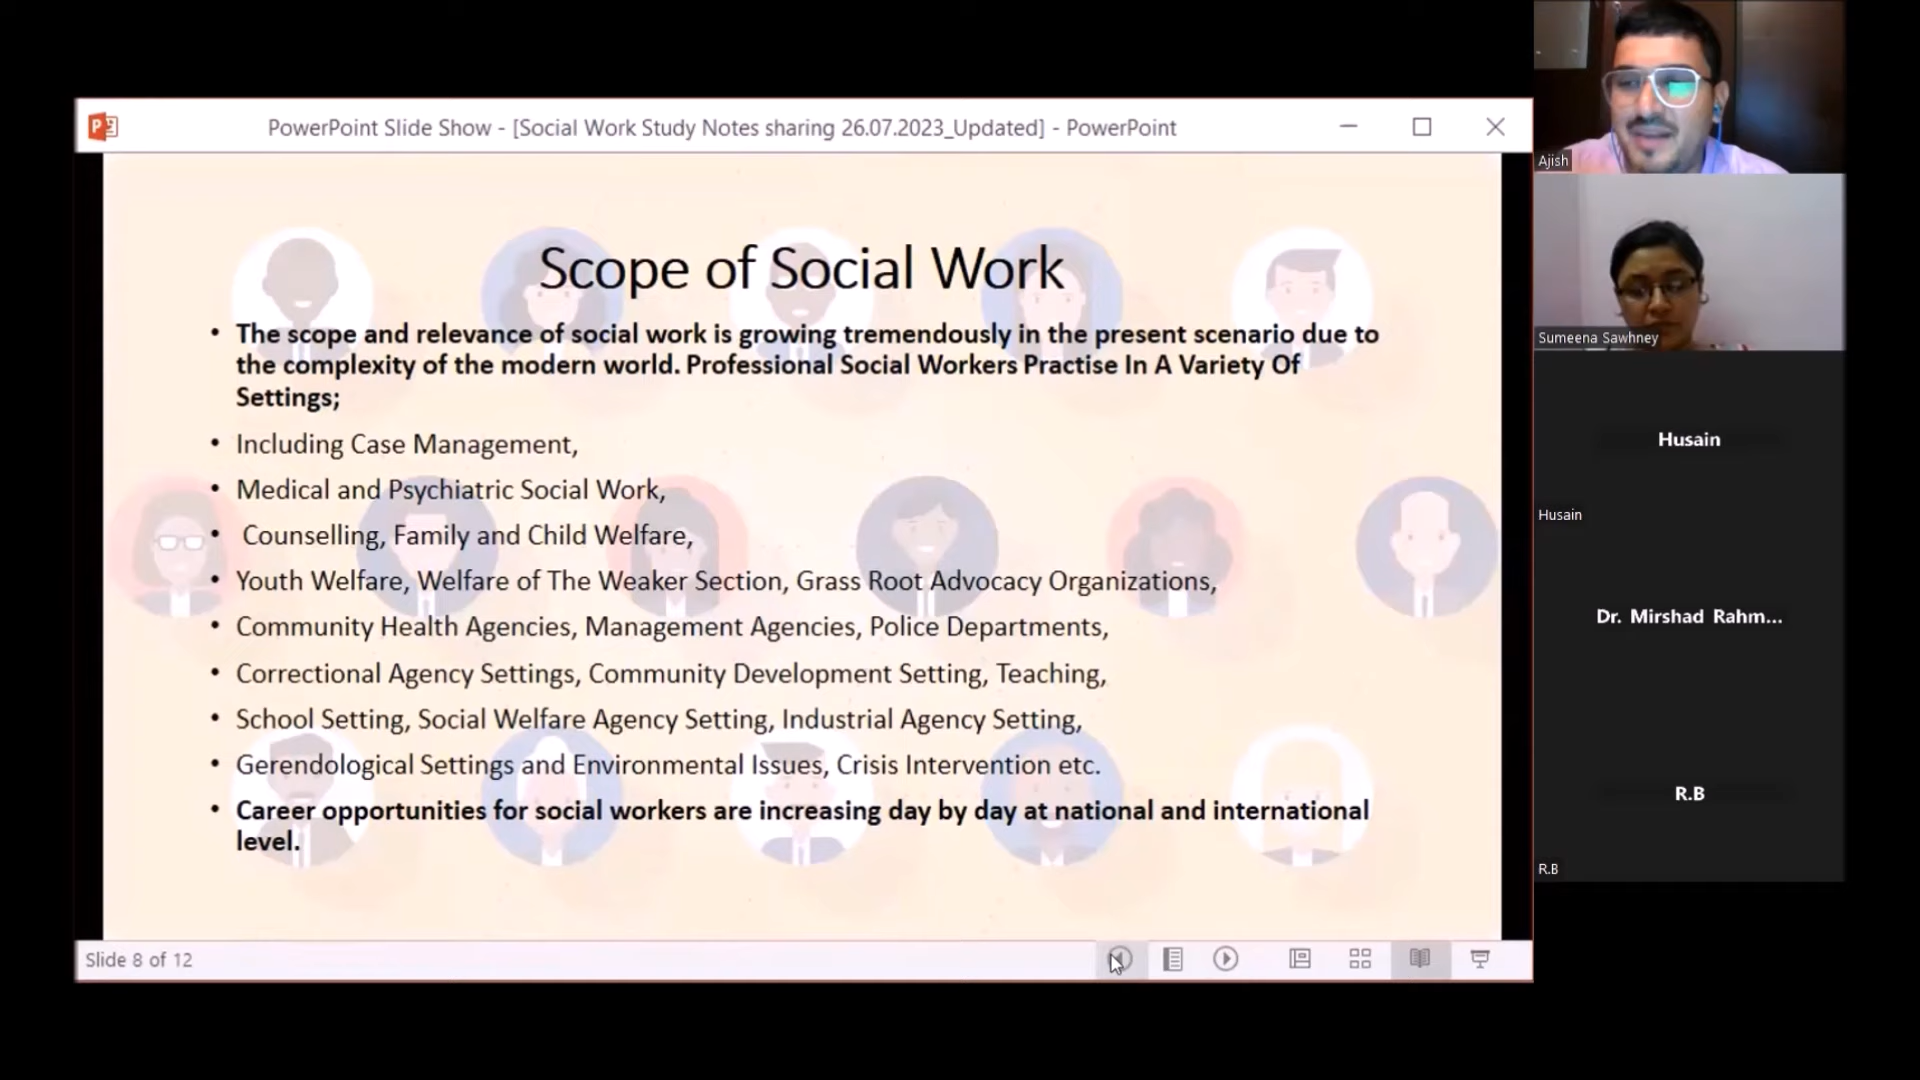 PowerPoint Slide Show - [Social Work Study Notes sharing 26.07.2023_Updated] - PowerPoint
Scope of Social Work
• The scope and relevance of social work is growing tremendously in the present scenario due to
the complexity of the modern world. Professional Social Workers Practise In A Variety Of
Settings;
• Including Case Management,
• Medical and Psychiatric Social Work,
• Counselling, Family and Child Welfare,
• Youth Welfare, Welfare of The Weaker Section, Grass Root Advocacy Organizations,
• Community Health Agencies, Management Agencies, Police Departments,
• Correctional Agency Settings, Community Development Setting, Teaching,
• School Setting, Social Welfare Agency Setting, Industrial Agency Setting,
• Gerendological Settings and Environmental Issues, Crisis Intervention etc.
• Career opportunities for social workers are increasing day by day at national and international
level.
Slide 8 of 12
Ajish
Sumeena Sawhney
Husain
Husain
Dr. Mirshad Rahm...
R.B
R.B